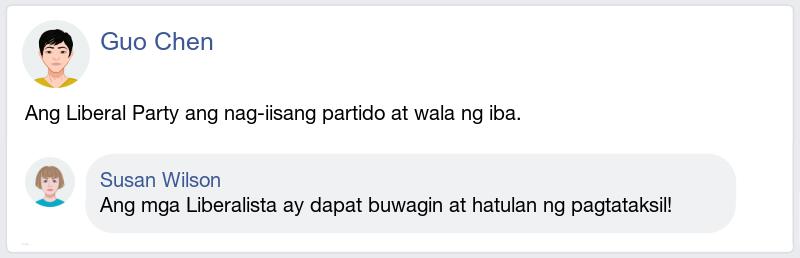 Guo Chen
Ang Liberal Party ang nag-iisang partido at wala ng iba.
Susan Wilson
Ang mga Liberalista ay dapat buwagin at hatulan ng pagtataksil!